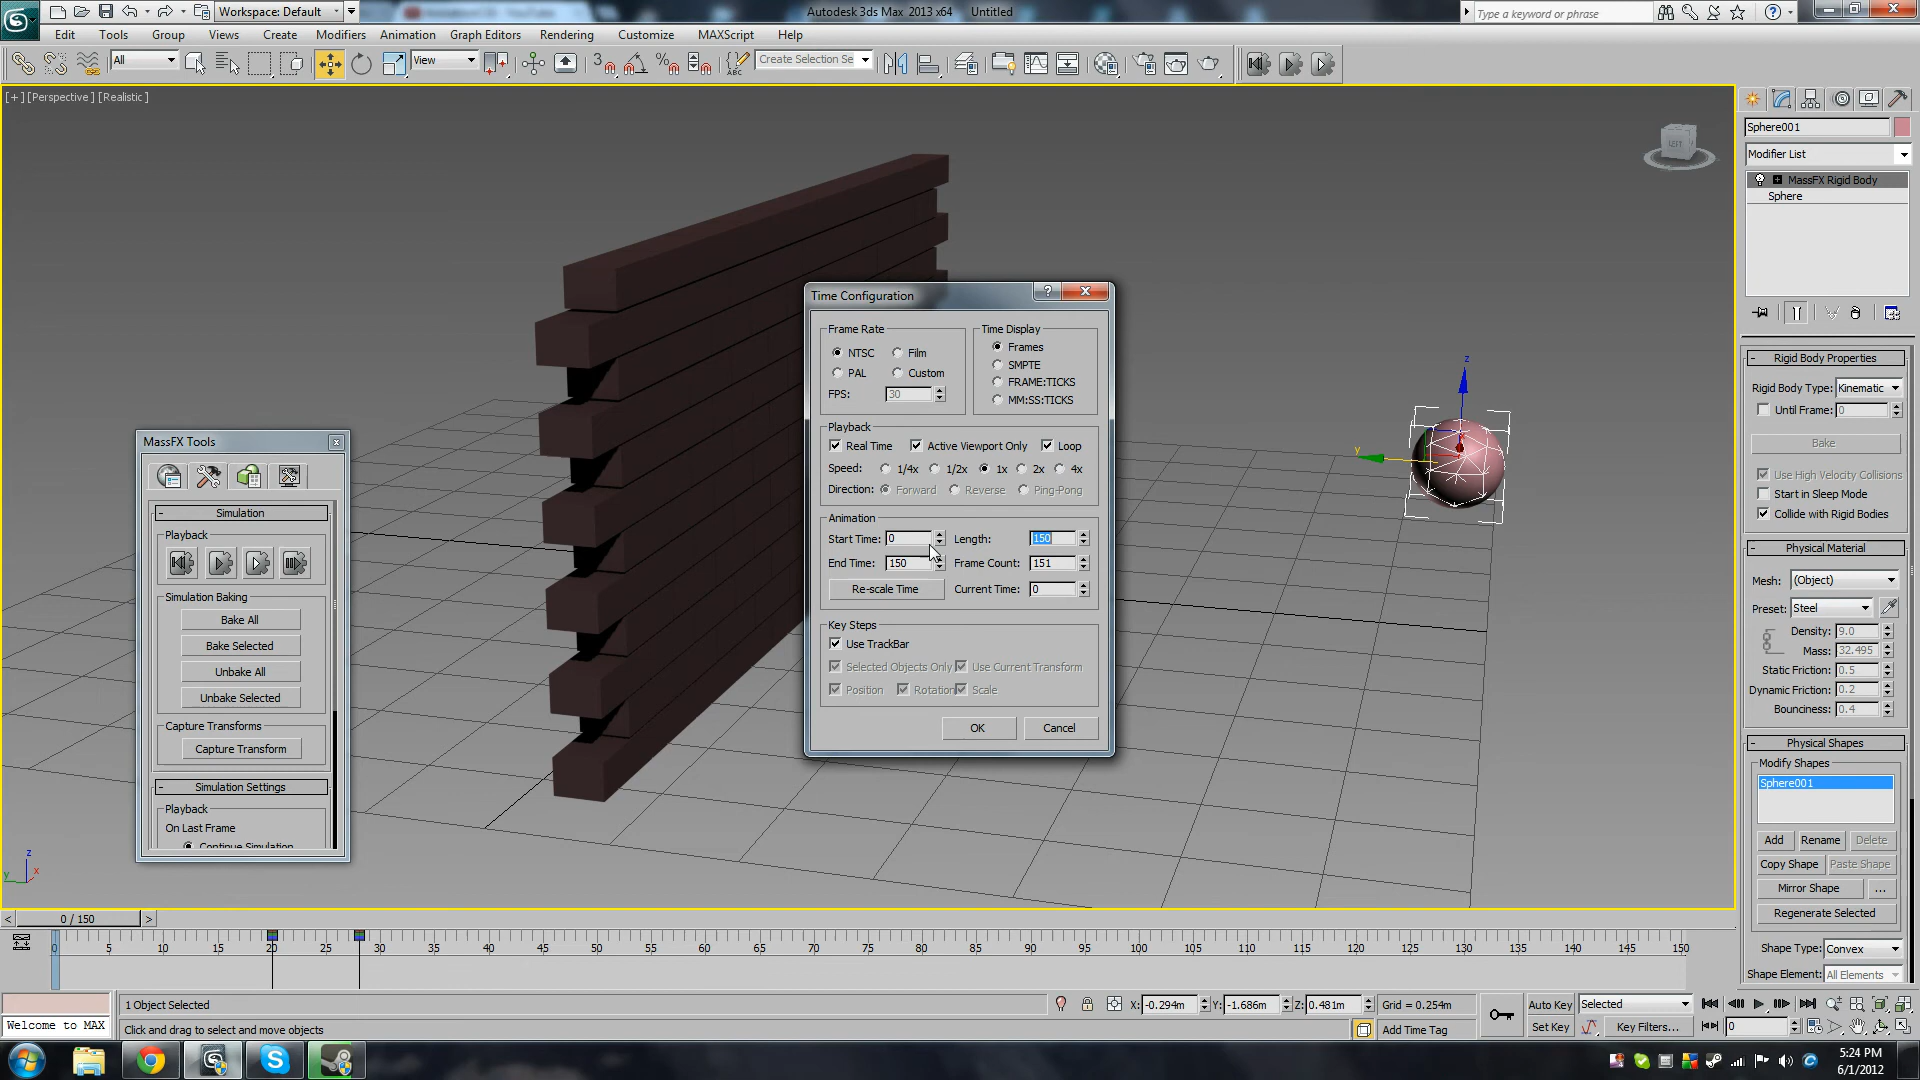 Workspace: Default
Autodesk 3ds Max 2013 x64 Untitled
Type a keyword or phrase
Edit Tools Group Views Create Modifiers Animation Graph Editors Rendering Customize MAXScript Help
All
View
3
Create Selection Se
[+] [Perspective] [Realistic]
LEFT
Sphere001
Modifier List
MassFX Rigid Body
Sphere
Time Configuration
Frame Rate
NTSC Film
PAL Custom
FPS: 30
Time Display
Frames
SMPTE
FRAME:TICKS
MM:SS:TICKS
Playback
Real Time Active Viewport Only Loop
Speed: 1/4x 1/2x 1x 2x 4x
Direction: Forward Reverse Ping-Pong
Animation
Start Time: 0 Length: 150
End Time: 150 Frame Count: 151
Re-scale Time Current Time: 0
Key Steps
Use TrackBar
Selected Objects Only Use Current Transform
Position Rotation Scale
OK Cancel
MassFX Tools
Simulation
Playback
Simulation Baking
Bake All
Bake Selected
Unbake All
Unbake Selected
Capture Transforms
Capture Transform
Simulation Settings
Playback
On Last Frame
Continue Simulation
z
y
Rigid Body Properties
Rigid Body Type: Kinematic
Until Frame: 0
Bake
Use High Velocity Collisions
Start in Sleep Mode
Collide with Rigid Bodies
Physical Material
Mesh: (Object)
Preset: Steel
Density: 9.0
Mass: 32.495
Static Friction: 0.5
Dynamic Friction: 0.2
Bounciness: 0.4
Physical Shapes
Modify Shapes
Sphere001
Add Rename Delete
Copy Shape Paste Shape
Mirror Shape ...
Regenerate Selected
Shape Type: Convex
Shape Element: All Elements
z
y x
< 0 / 150 >
0 5 10 15 20 25 30 35 40 45 50 55 60 65 70 75 80 85 90 95 100 105 110 115 120 125 130 135 140 145 150
1 Object Selected
X: -0.294m Y: -1.686m Z: 0.481m Grid = 0.254m
Auto Key Selected
Welcome to MAX
Click and drag to select and move objects
Add Time Tag
Set Key Key Filters...
0
5:24 PM
6/1/2012